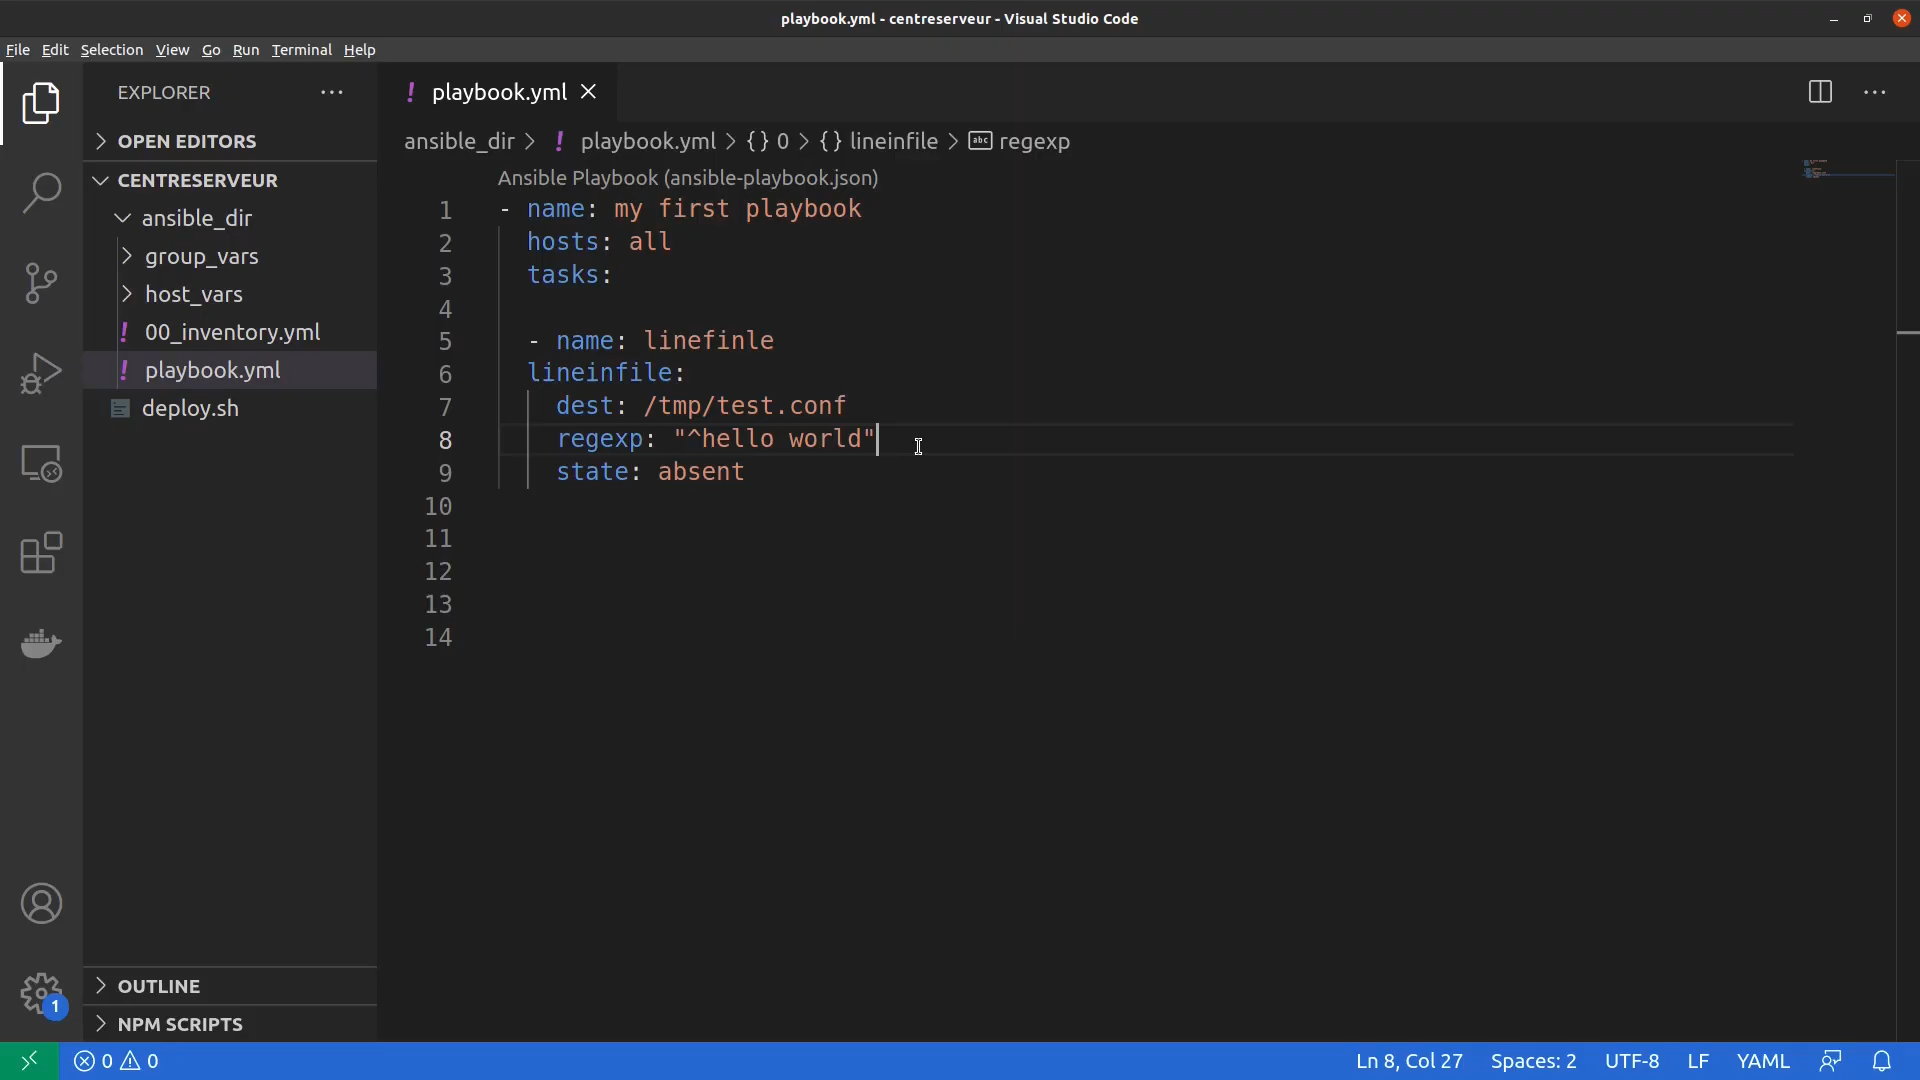 playbook.yml - centreserveur - Visual Studio Code
File Edit Selection View Go Run Terminal Help
EXPLORER
OPEN EDITORS
CENTRESERVEUR
ansible_dir
group_vars
host_vars
! 00_inventory.yml
! playbook.yml
deploy.sh
OUTLINE
NPM SCRIPTS
1
! playbook.yml
ansible_dir > ! playbook.yml > {} 0 > {} lineinfile > abc regexp
Ansible Playbook (ansible-playbook.json)
1 - name: my first playbook
2   hosts: all
3   tasks:
4
5   - name: linefinle
6   lineinfile:
7     dest: /tmp/test.conf
8     regexp: "^hello world"
9     state: absent
10
11
12
13
14
0 0 Ln 8, Col 27 Spaces: 2 UTF-8 LF YAML